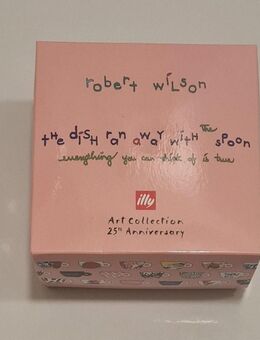 robert wilson
tHE diSH ran away with The spoon
everything you can think of is true
illy
Art Collection
25th Anniversary